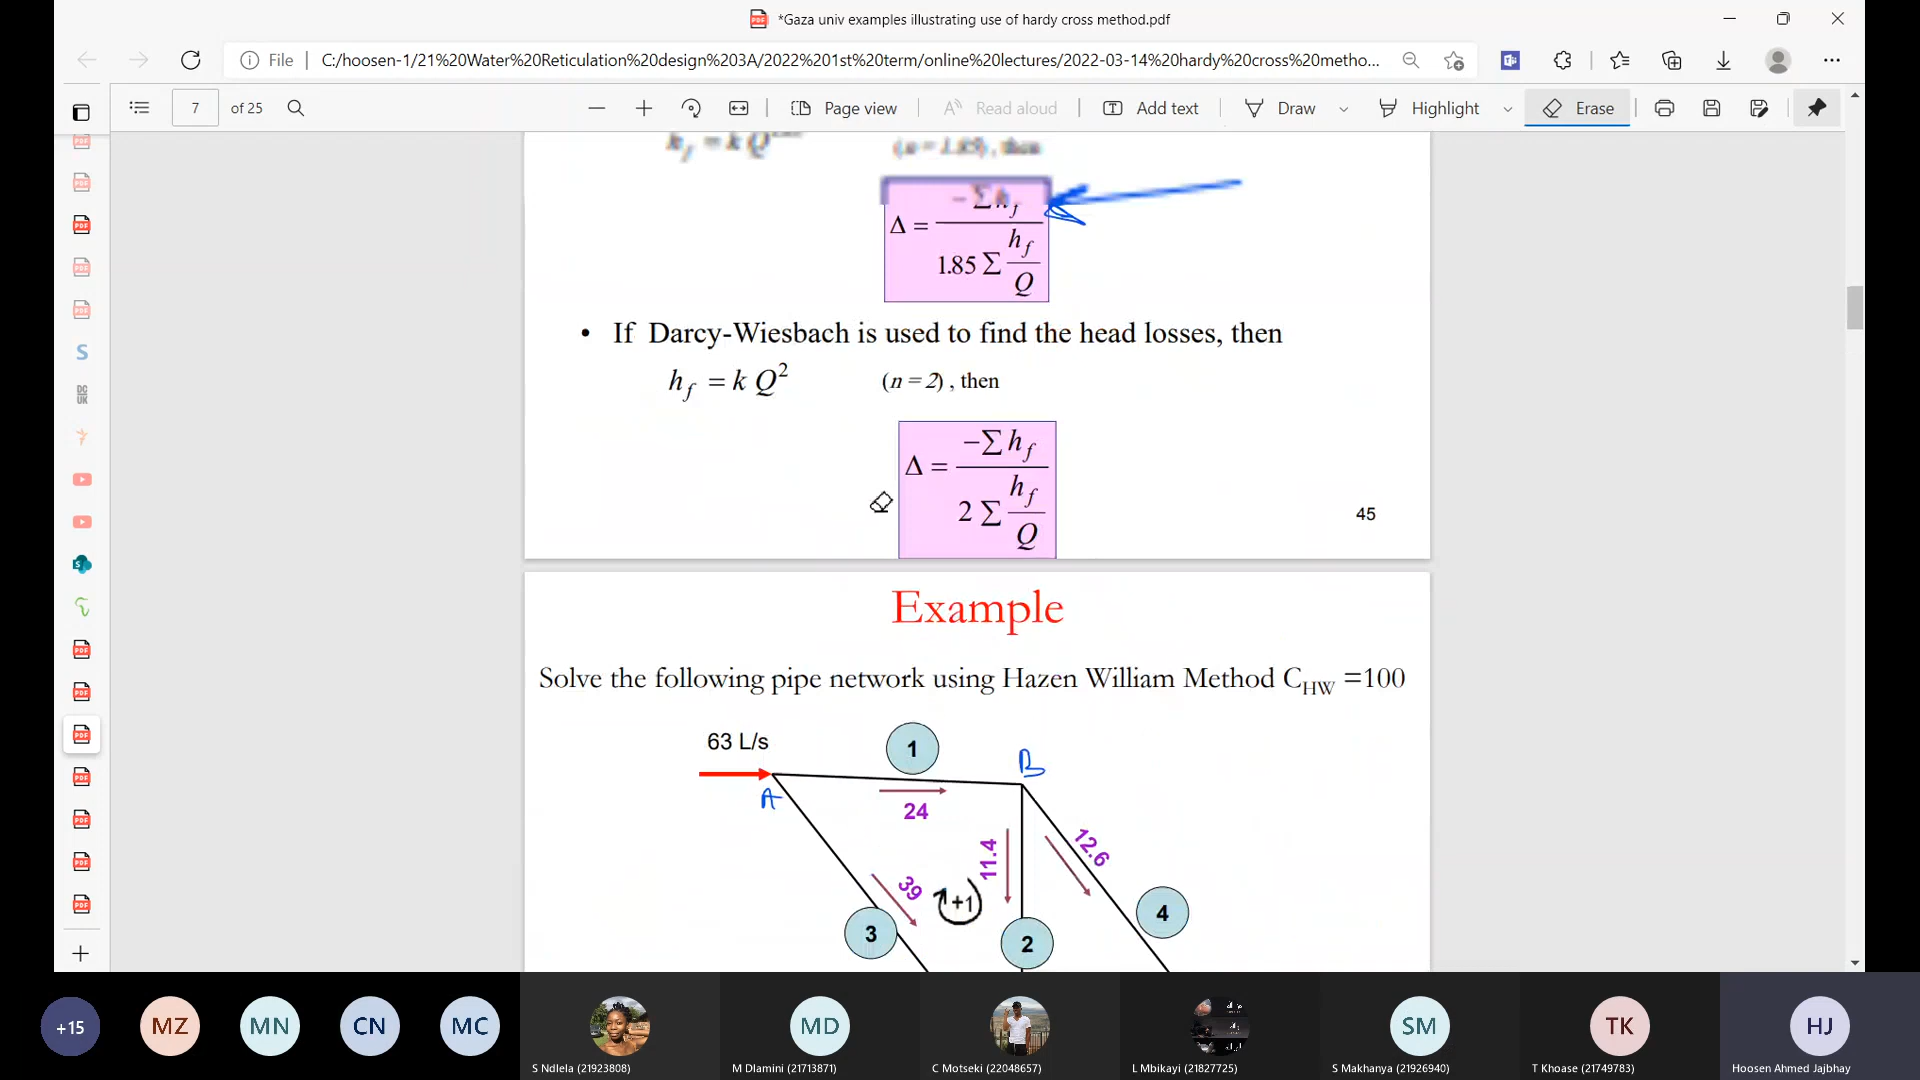 *Gaza univ examples illustrating use of hardy cross method.pdf
File | C:/hoosen-1/21%20Water%20Reticulation%20design%203A/2022%201st%20term/online%20lectures/2022-03-14%20hardy%20cross%20metho...
7 of 25 Page view Read aloud Add text Draw Highlight Erase
Δ = −Σ h_f / 1.85 Σ h_f / Q
• If Darcy-Wiesbach is used to find the head losses, then
h_f = k Q² (n = 2) , then
Δ = −Σ h_f / 2 Σ h_f / Q
45
Example
Solve the following pipe network using Hazen William Method C_HW =100
63 L/s
1
B
A
24
11.4
12.6
39
+1
4
3
2
S
DC
UK
S
+15 MZ MN CN MC MD SM TK HJ
S Ndlela (21923808) M Dlamini (21713871) C Motseki (22048657) L Mbikayi (21827725) S Makhanya (21926940) T Khoase (21749783) Hoosen Ahmed Jajbhay